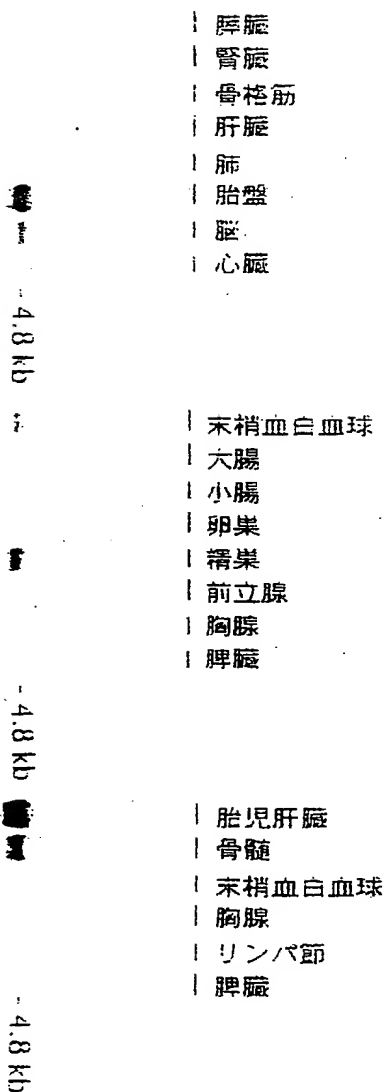 膵臓
腎臓
骨格筋
肝臓
肺
胎盤
脳
心臓
- 4.8 kb
末梢血白血球
大腸
小腸
卵巣
精巣
前立腺
胸腺
脾臓
- 4.8 kb
胎児肝臓
骨髄
末梢血白血球
胸腺
リンパ節
脾臓
- 4.8 kb